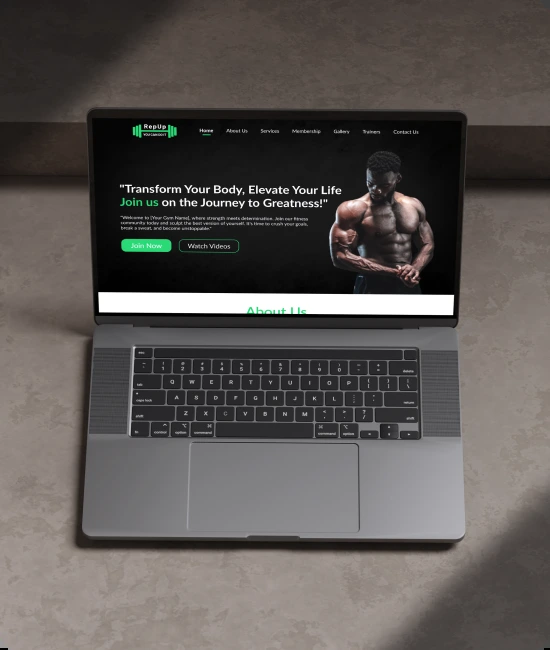 RepUp
YOU CAN DO IT
Home About Us Services Membership Gallery Trainers Contact Us
"Transform Your Body, Elevate Your Life
Join us on the Journey to Greatness!"
"Welcome to [Your Gym Name], where strength meets determination. Join our fitness
community today and sculpt the best version of yourself. It's time to crush your goals,
break a sweat, and become unstoppable."
Join Now Watch Videos
About Us
esc
1 2 3 4 5 6 7 8 9 0 delete
tab Q W E R T Y U I O P
caps lock A S D F G H J K L return
shift Z X C V B N M shift
fn control option command command option